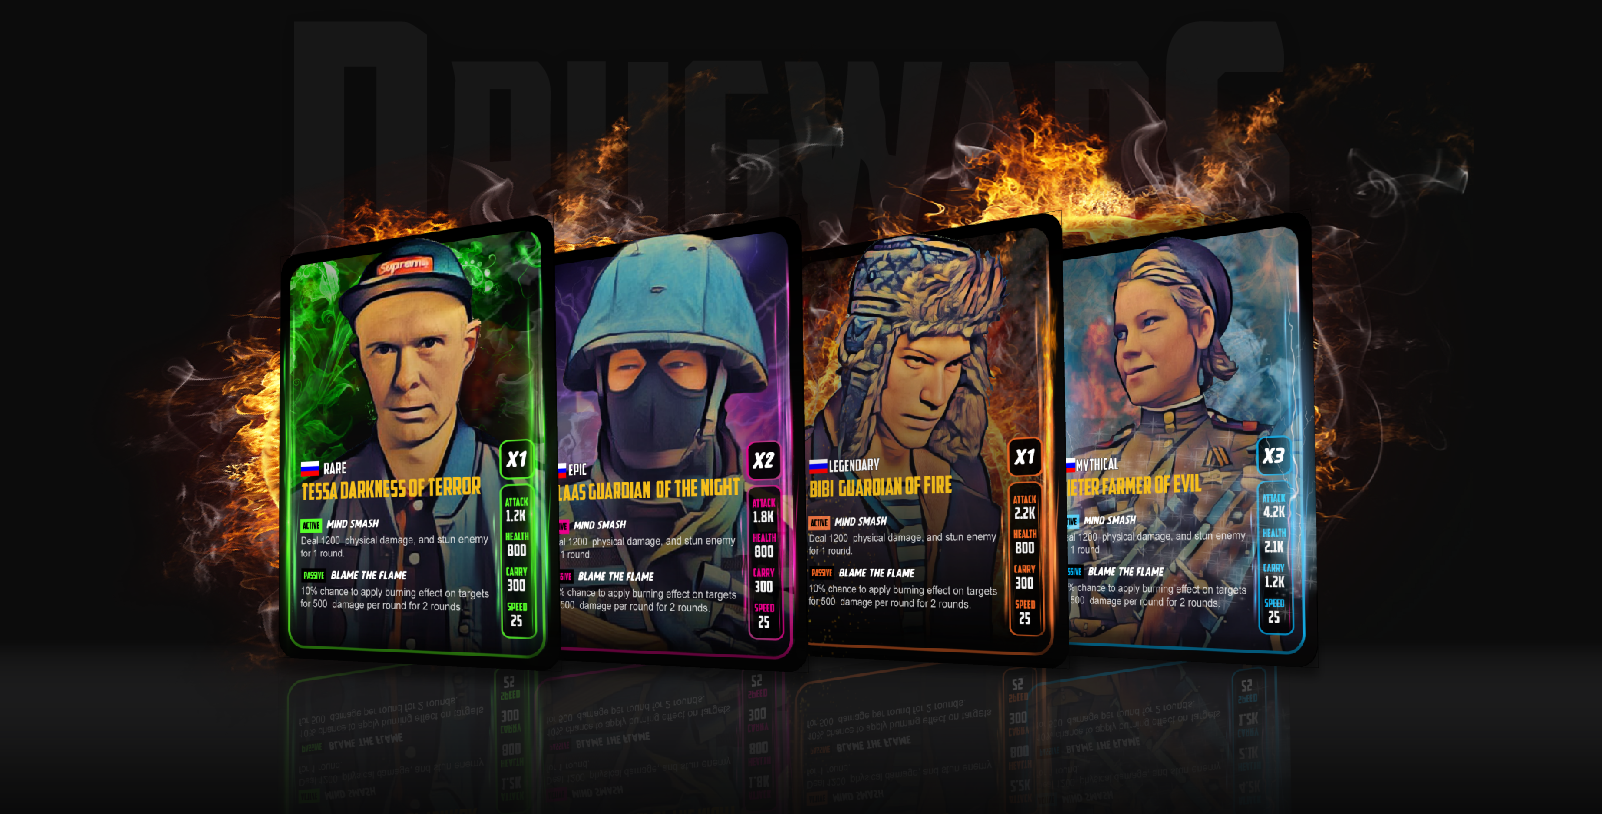 DRUGWARS
Supreme
RARE
TESSA DARKNESS OF TERROR
ACTIVE MIND SMASH
Deal 1200 physical damage, and stun enemy
for 1 round.
PASSIVE BLAME THE FLAME
10% chance to apply burning effect on targets
for 500 damage per round for 2 rounds.
X1
ATTACK
1.2K
HEALTH
800
CARRY
300
SPEED
25
EPIC
LAAS GUARDIAN OF THE NIGHT
MIND SMASH
al 1200 physical damage, and stun enemy
1 round.
BLAME THE FLAME
% chance to apply burning effect on targets
500 damage per round for 2 rounds.
X2
ATTACK
1.8K
HEALTH
800
CARRY
300
SPEED
25
LEGENDARY
BIBI GUARDIAN OF FIRE
ACTIVE MIND SMASH
Deal 1200 physical damage, and stun enemy
for 1 round.
PASSIVE BLAME THE FLAME
10% chance to apply burning effect on targets
for 500 damage per round for 2 rounds.
X1
ATTACK
2.2K
HEALTH
800
CARRY
300
SPEED
25
MYTHICAL
IETER FARMER OF EVIL
MIND SMASH
al 1200 physical damage, and stun enemy
1 round
BLAME THE FLAME
% chance to apply burning effect on targets
500 damage per round for 2 rounds.
X3
ATTACK
4.2K
HEALTH
2.1K
CARRY
1.2K
SPEED
25